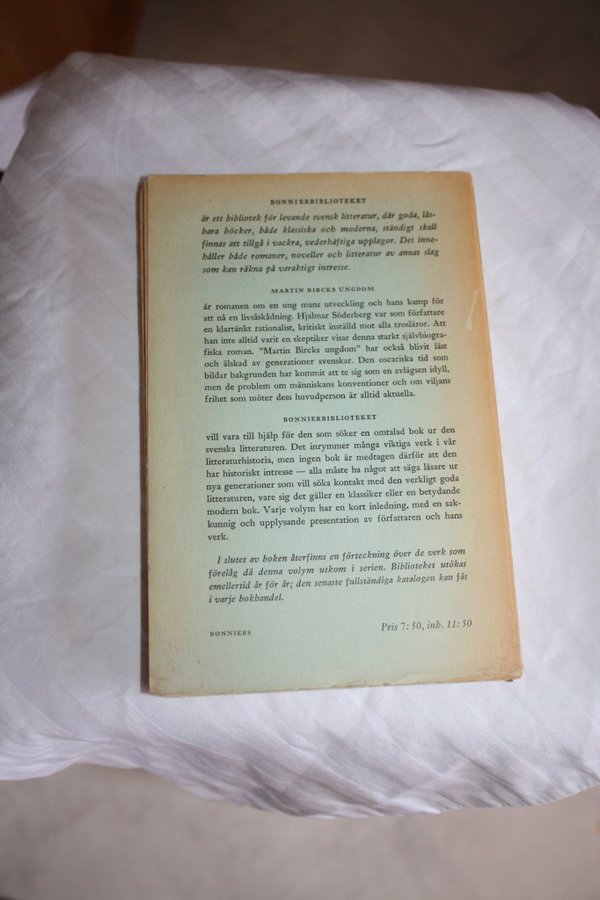 BONNIERBIBLIOTEKET
är ett bibliotek för levande svensk litteratur, där goda, läs-
bara böcker, både klassiska och moderna, ständigt skall
finnas att tillgå i vackra, vederhäftiga upplagor. Det inne-
håller både romaner, noveller och litteratur av annat slag
som kan räkna på varaktigt intresse.
MARTIN BIRCKS UNGDOM
är romanen om en ung mans utveckling och hans kamp för
att nå en livsåskådning. Hjalmar Söderberg var som författare
en klartänkt rationalist, kritiskt inställd mot alla trosläror. Att
han inte alltid varit en skeptiker visar denna starkt självbiogra-
fiska roman. "Martin Bircks ungdom" har också blivit läst
och älskad av generationer svenskar. Den oscariska tid som
bildar bakgrunden har kommit att te sig som en avlägsen idyll,
men de problem om människans konventioner och om viljans
frihet som möter dess huvudperson är alltid aktuella.
BONNIERBIBLIOTEKET
vill vara till hjälp för den som söker en omtalad bok ur den
svenska litteraturen. Det inrymmer många viktiga verk i vår
litteraturhistoria, men ingen bok är medtagen därför att den
har historiskt intresse — alla måste ha något att säga läsare ur
nya generationer som vill söka kontakt med den verkligt goda
litteraturen, vare sig det gäller en klassiker eller en betydande
modern bok. Varje volym har en kort inledning, med en sak-
kunnig och upplysande presentation av författaren och hans
verk.
I slutet av boken återfinns en förteckning över de verk som
förelåg då denna volym utkom i serien. Biblioteket utökas
emellertid år för år; den senaste fullständiga katalogen kan fås
i varje bokhandel.
BONNIERS
Pris 7:50, inb. 11:50